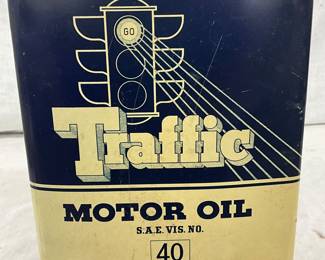 GO
Traffic
MOTOR OIL
S.A.E. VIS. NO.
40